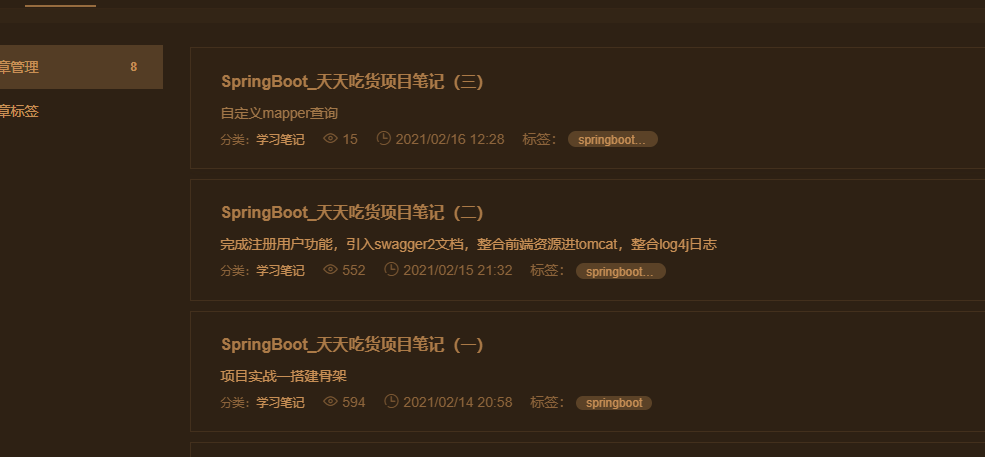 章管理 8
章标签
SpringBoot_天天吃货项目笔记（三）
自定义mapper查询
分类：学习笔记 15 2021/02/16 12:28 标签： springboot...
SpringBoot_天天吃货项目笔记（二）
完成注册用户功能，引入swagger2文档，整合前端资源进tomcat，整合log4j日志
分类：学习笔记 552 2021/02/15 21:32 标签： springboot...
SpringBoot_天天吃货项目笔记（一）
项目实战—搭建骨架
分类：学习笔记 594 2021/02/14 20:58 标签： springboot